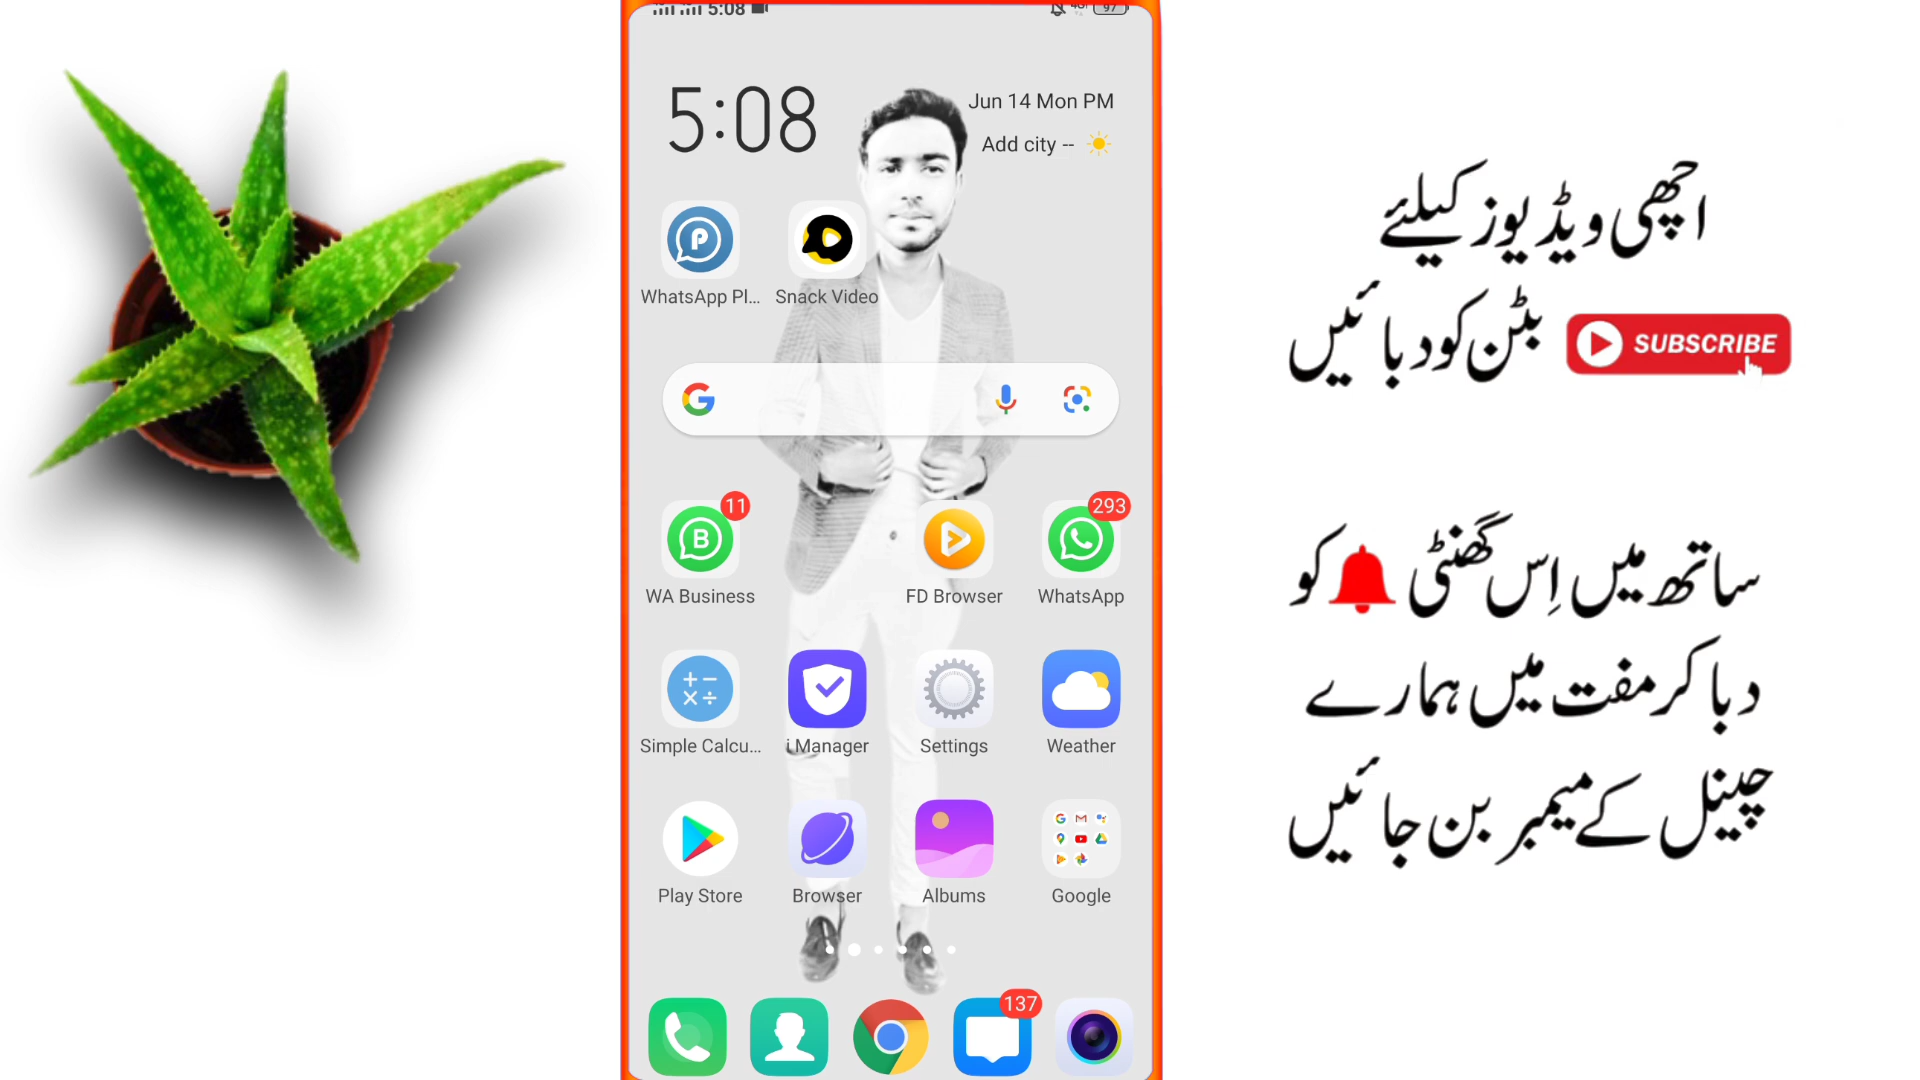 5:08
97
5:08
Jun 14 Mon PM
Add city --
WhatsApp Pl...
Snack Video
11
293
WA Business
FD Browser
WhatsApp
Simple Calcu...
i Manager
Settings
Weather
Play Store
Browser
Albums
Google
137
اچھی ویڈیوز کیلئے
SUBSCRIBE بٹن کو دبائیں
ساتھ میں اِس گھنٹی کو
دبا کر مفت میں ہمارے
چینل کے میمبر بن جائیں